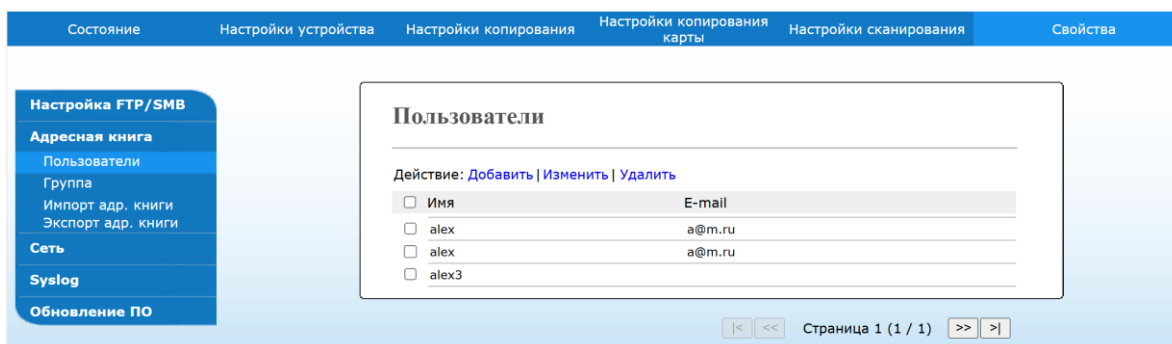 Состояние
Настройки устройства
Настройки копирования
Настройки копирования
карты
Настройки сканирования
Свойства
Настройка FTP/SMB
Адресная книга
Пользователи
Группа
Импорт адр. книги
Экспорт адр. книги
Сеть
Syslog
Обновление ПО
Пользователи
Действие: Добавить | Изменить | Удалить
Имя E-mail
alex a@m.ru
alex a@m.ru
alex3
|< << Страница 1 (1 / 1) >> >|